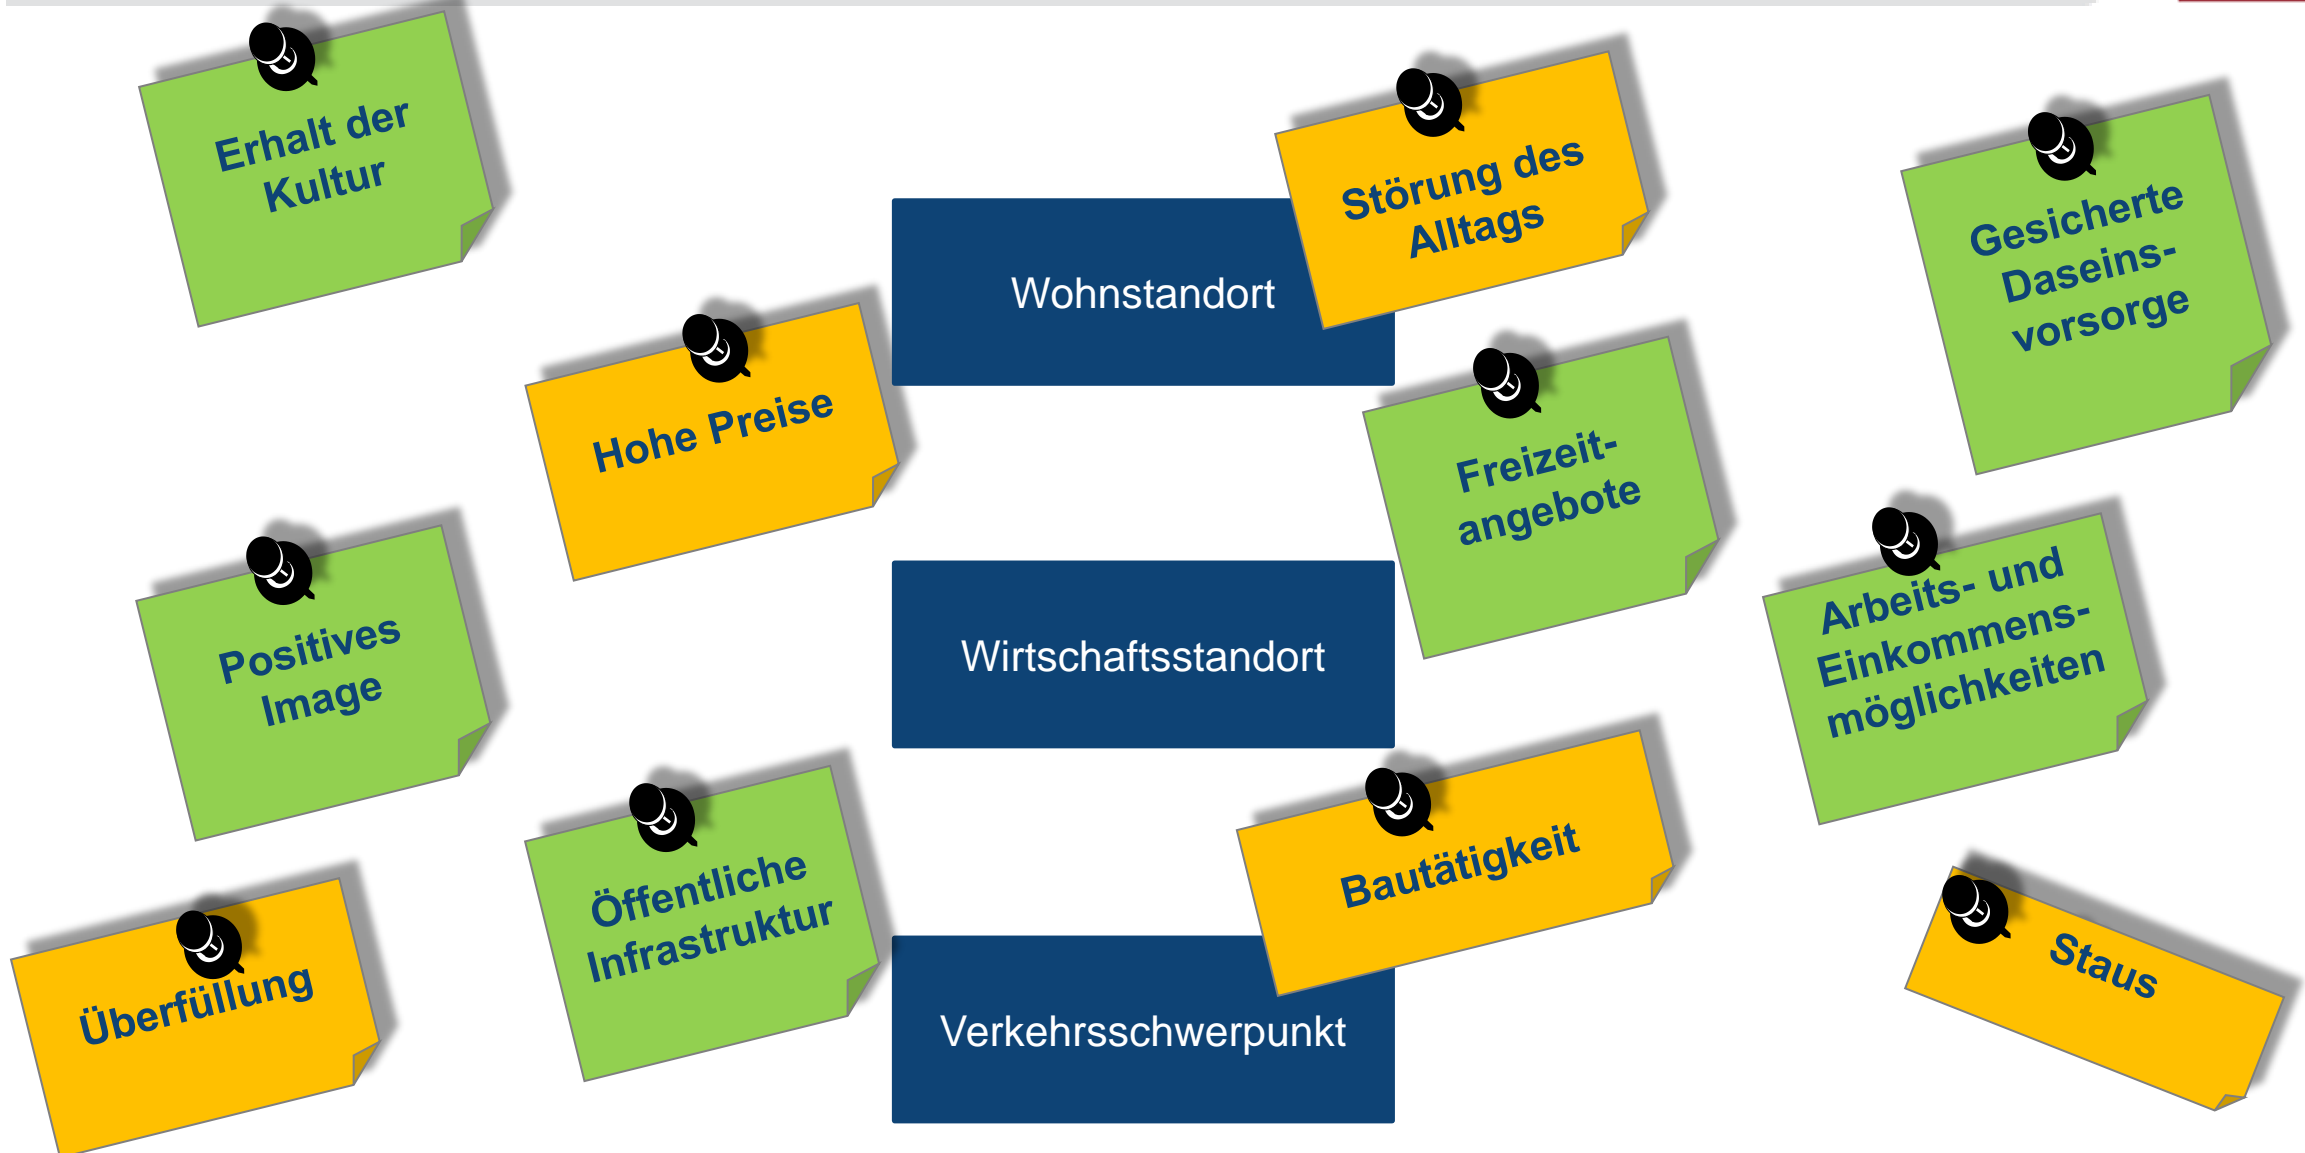 Erhalt der
Kultur
Störung des
Alltags
Gesicherte
Daseins-
vorsorge
Wohnstandort
Hohe Preise
Freizeit-
angebote
Positives
Image
Wirtschaftsstandort
Arbeits- und
Einkommens-
möglichkeiten
Öffentliche
Infrastruktur
Bautätigkeit
Überfüllung
Verkehrsschwerpunkt
Staus